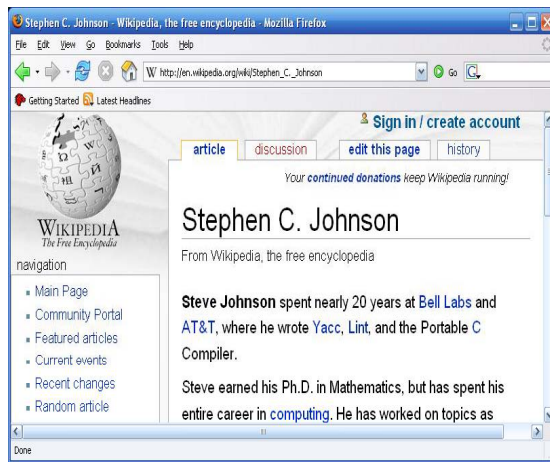 Stephen C. Johnson - Wikipedia, the free encyclopedia - Mozilla Firefox
File Edit View Go Bookmarks Tools Help
W http://en.wikipedia.org/wiki/Stephen_C._Johnson Go G
Getting Started Latest Headlines
Sign in / create account
article discussion edit this page history
Your continued donations keep Wikipedia running!
WIKIPEDIA
The Free Encyclopedia
navigation
Main Page
Community Portal
Featured articles
Current events
Recent changes
Random article
Stephen C. Johnson
From Wikipedia, the free encyclopedia
Steve Johnson spent nearly 20 years at Bell Labs and
AT&T, where he wrote Yacc, Lint, and the Portable C
Compiler.
Steve earned his Ph.D. in Mathematics, but has spent his
entire career in computing. He has worked on topics as
Done